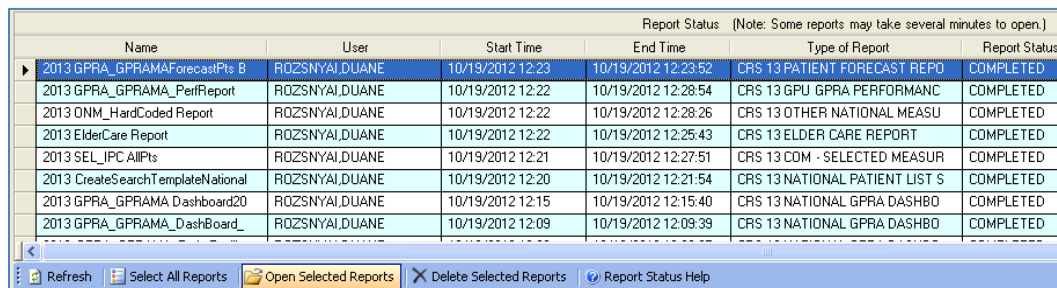 Report Status (Note: Some reports may take several minutes to open.)
Name User Start Time End Time Type of Report Report Status
2013 GPRA_GPRAMAForecastPts B ROZSNYAI,DUANE 10/19/2012 12:23 10/19/2012 12:23:52 CRS 13 PATIENT FORECAST REPO COMPLETED
2013 GPRA_GPRAMA_PerfReport ROZSNYAI,DUANE 10/19/2012 12:22 10/19/2012 12:28:54 CRS 13 GPU GPRA PERFORMANC COMPLETED
2013 ONM_HardCoded Report ROZSNYAI,DUANE 10/19/2012 12:22 10/19/2012 12:28:26 CRS 13 OTHER NATIONAL MEASU COMPLETED
2013 ElderCare Report ROZSNYAI,DUANE 10/19/2012 12:22 10/19/2012 12:25:43 CRS 13 ELDER CARE REPORT COMPLETED
2013 SEL_IPC AllPts ROZSNYAI,DUANE 10/19/2012 12:21 10/19/2012 12:27:51 CRS 13 COM - SELECTED MEASUR COMPLETED
2013 CreateSearchTemplateNational ROZSNYAI,DUANE 10/19/2012 12:20 10/19/2012 12:21:54 CRS 13 NATIONAL PATIENT LIST S COMPLETED
2013 GPRA_GPRAMA Dashboard20 ROZSNYAI,DUANE 10/19/2012 12:15 10/19/2012 12:15:40 CRS 13 NATIONAL GPRA DASHBO COMPLETED
2013 GPRA_GPRAMA_DashBoard_ ROZSNYAI,DUANE 10/19/2012 12:09 10/19/2012 12:09:39 CRS 13 NATIONAL GPRA DASHBO COMPLETED
Refresh Select All Reports Open Selected Reports Delete Selected Reports Report Status Help